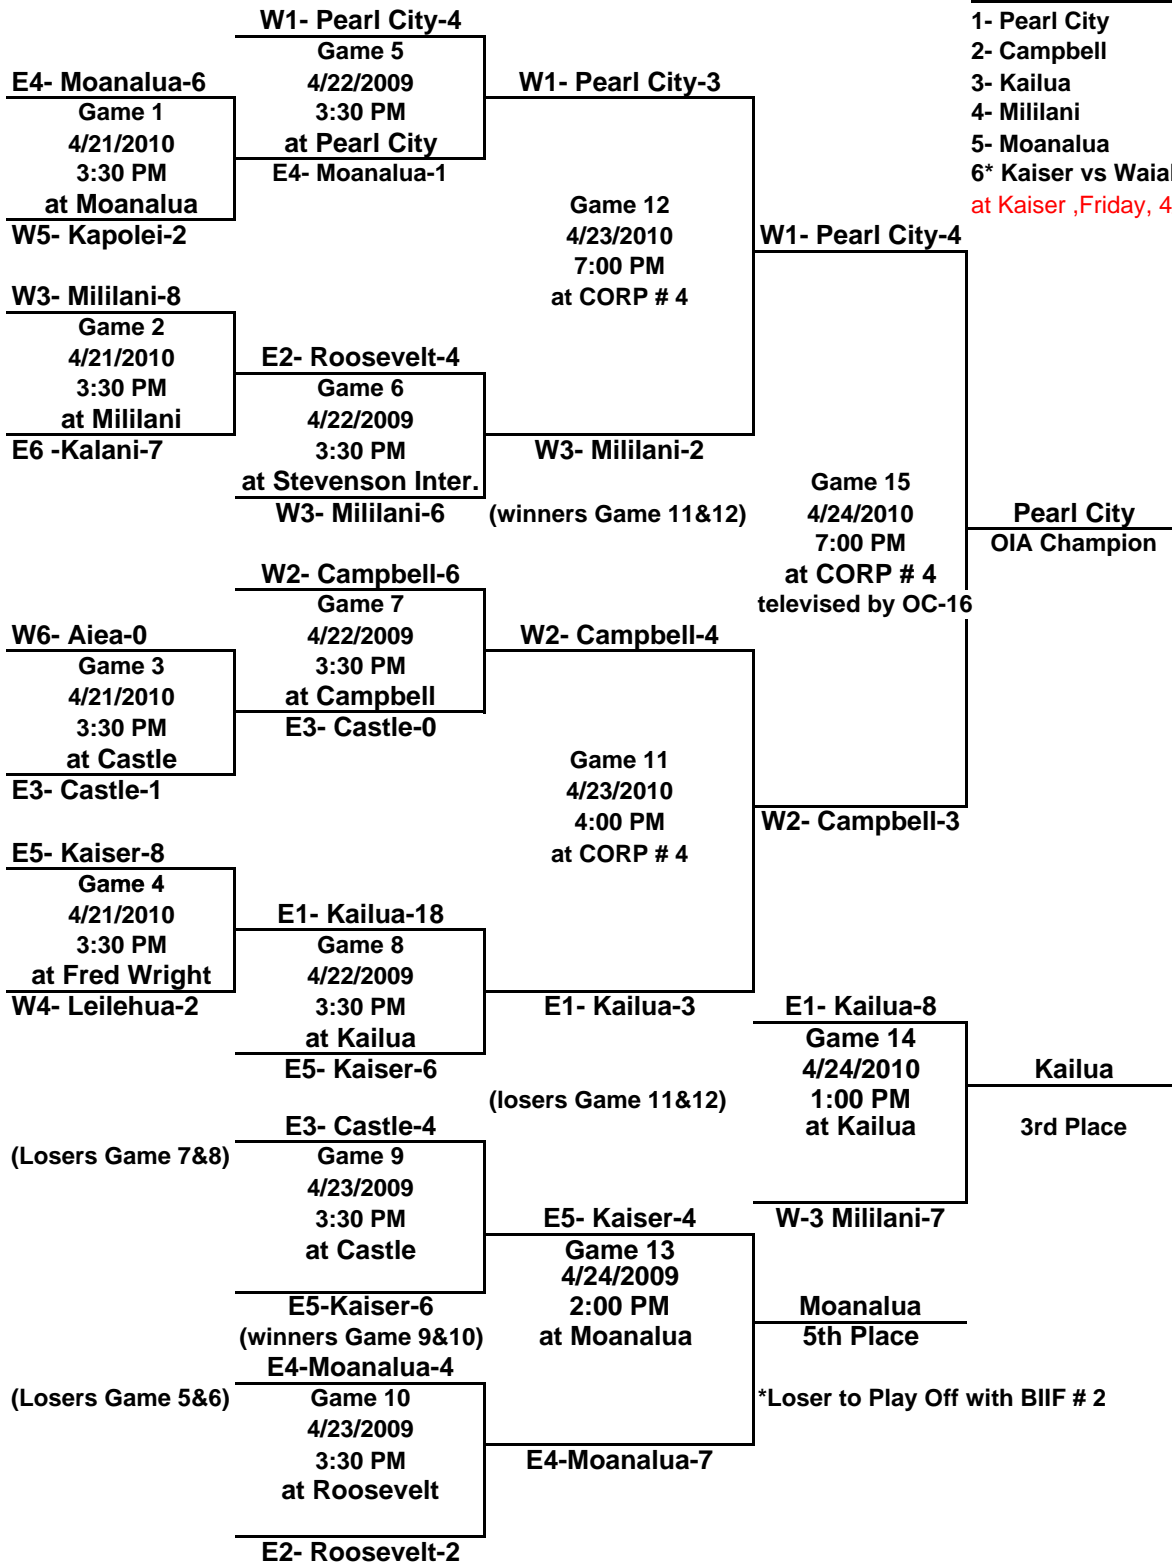 W1- Pearl City-4
Game 5
4/22/2009
3:30 PM
at Pearl City
E4- Moanalua-1
E4- Moanalua-6
Game 1
4/21/2010
3:30 PM
at Moanalua
W5- Kapolei-2
W1- Pearl City-3
Game 12
4/23/2010
7:00 PM
at CORP # 4
W3- Mililani-2
1- Pearl City
2- Campbell
3- Kailua
4- Mililani
5- Moanalua
6* Kaiser vs
at Kaiser ,Friday, 4
W1- Pearl City-4
W3- Mililani-8
Game 2
4/21/2010
3:30 PM
at Mililani
E6 -Kalani-7
E2- Roosevelt-4
Game 6
4/22/2009
3:30 PM
at Stevenson Inter.
W3- Mililani-6
(winners Game 11&12)
Game 15
4/24/2010
7:00 PM
at CORP # 4
televised by OC-16
Pearl City
OIA Champion
W2- Campbell-6
Game 7
4/22/2009
3:30 PM
at Campbell
E3- Castle-0
W6- Aiea-0
Game 3
4/21/2010
3:30 PM
at Castle
E3- Castle-1
W2- Campbell-4
Game 11
4/23/2010
4:00 PM
at CORP # 4
E1- Kailua-3
W2- Campbell-3
E5- Kaiser-8
Game 4
4/21/2010
3:30 PM
at Fred Wright
W4- Leilehua-2
E1- Kailua-18
Game 8
4/22/2009
3:30 PM
at Kailua
E5- Kaiser-6
(losers Game 11&12)
E1- Kailua-8
Game 14
4/24/2010
1:00 PM
at Kailua
W-3 Mililani-7
Kailua
3rd Place
(Losers Game 7&8)
E3- Castle-4
Game 9
4/23/2009
3:30 PM
at Castle
E5-Kaiser-6
(winners Game 9&10)
E5- Kaiser-4
Game 13
4/24/2009
2:00 PM
at Moanalua
E4-Moanalua-7
Moanalua
5th Place
(Losers Game 5&6)
E4-Moanalua-4
Game 10
4/23/2009
3:30 PM
at Roosevelt
E2- Roosevelt-2
*Loser to Play Off with BIIF # 2